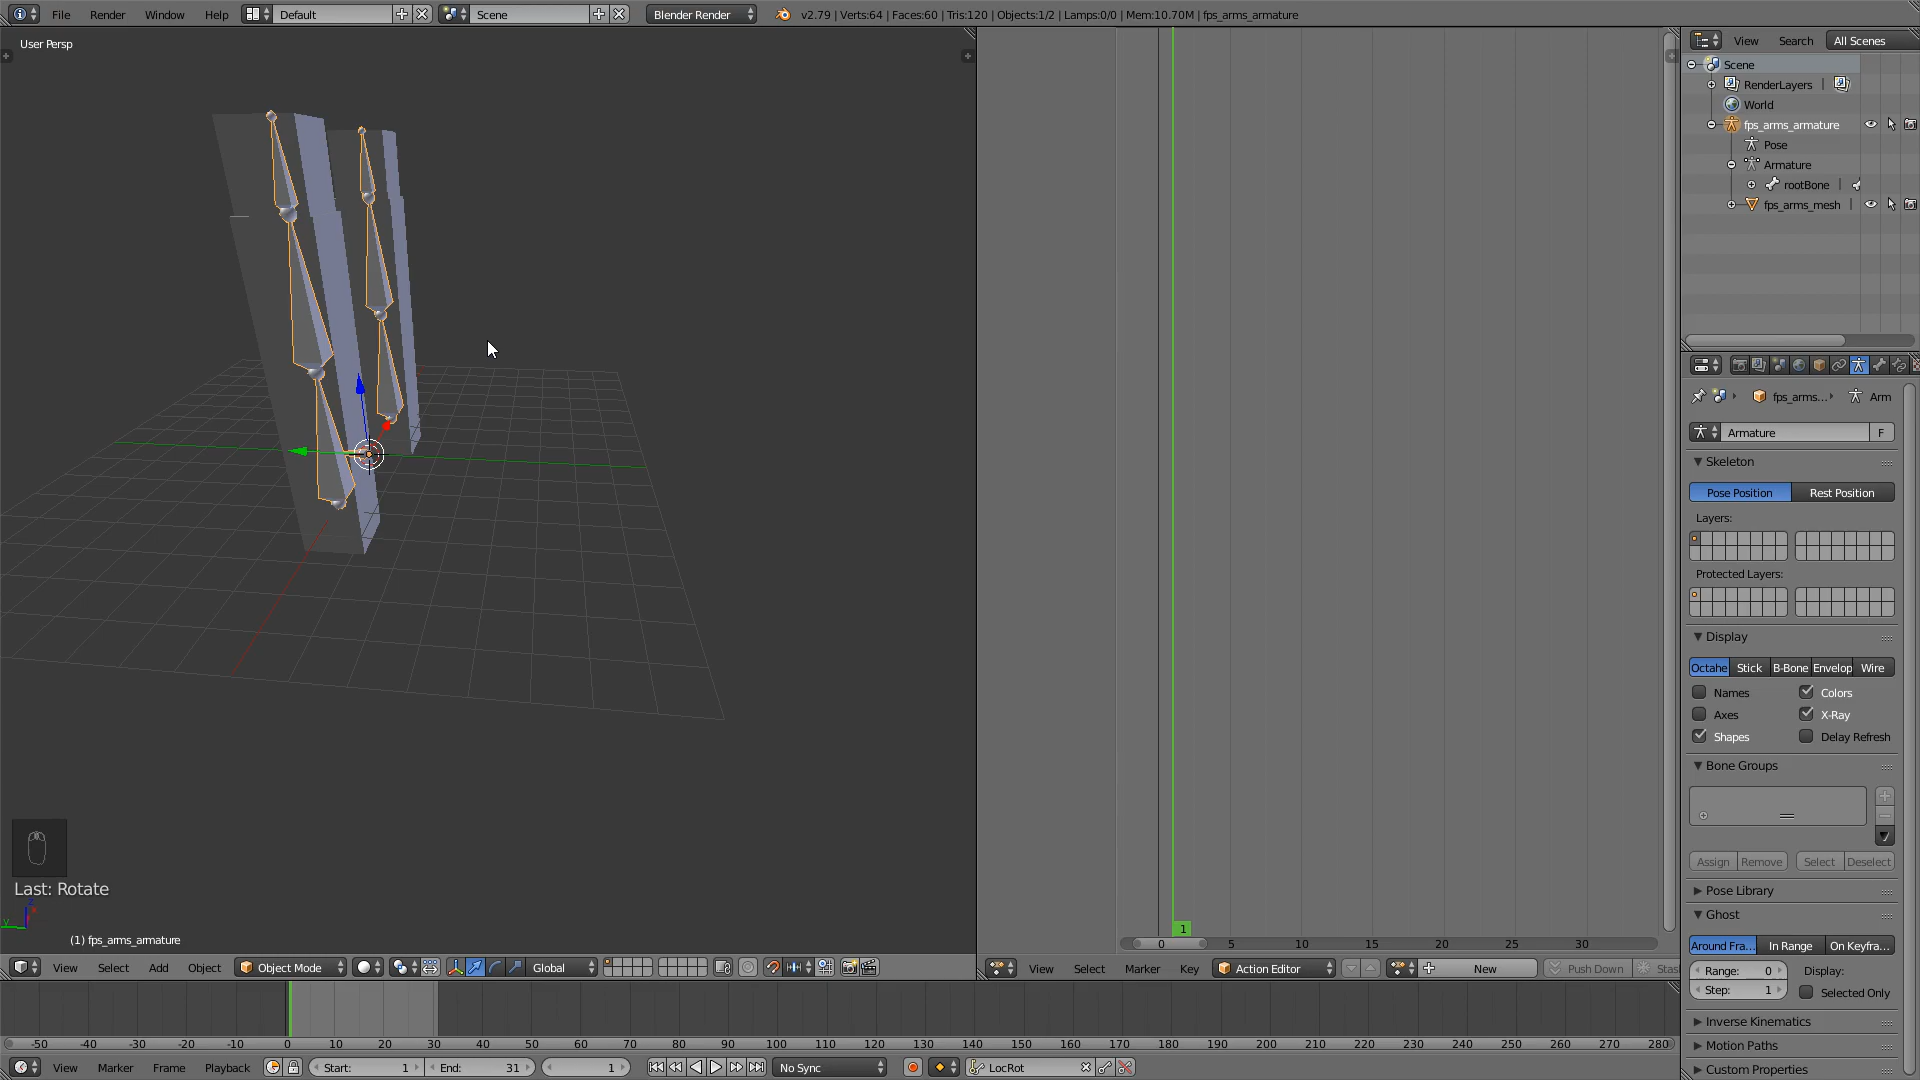 File Render Window Help Default Scene Blender Render v2.79 | Verts:64 | Faces:60 | Tris:120 | Objects:1/2 | Lamps:0/0 | Mem:10.70M | fps_arms_armature
User Persp
View Search All Scenes
Scene
RenderLayers |
World
fps_arms_armature
Pose
Armature
rootBone |
fps_arms_mesh |
fps_arms... Arm
Armature F
Skeleton
Pose Position Rest Position
Layers:
Protected Layers:
Display
Octahe Stick B-Bone Envelop Wire
Names Colors
Axes X-Ray
Shapes Delay Refresh
Bone Groups
Assign Remove Select Deselect
Pose Library
Ghost
Around Fra... In Range On Keyfra...
Range: 0 Display:
Step: 1 Selected Only
Inverse Kinematics
Motion Paths
Custom Properties
Last: Rotate
z
y
(1) fps_arms_armature
1
0 5 10 15 20 25 30
View Select Add Object Object Mode Global
View Select Marker Key Action Editor New Push Down Stas
-50 -40 -30 -20 -10 0 10 20 30 40 50 60 70 80 90 100 110 120 130 140 150 160 170 180 190 200 210 220 230 240 250 260 270 280
View Marker Frame Playback Start: 1 End: 31 1 No Sync LocRot